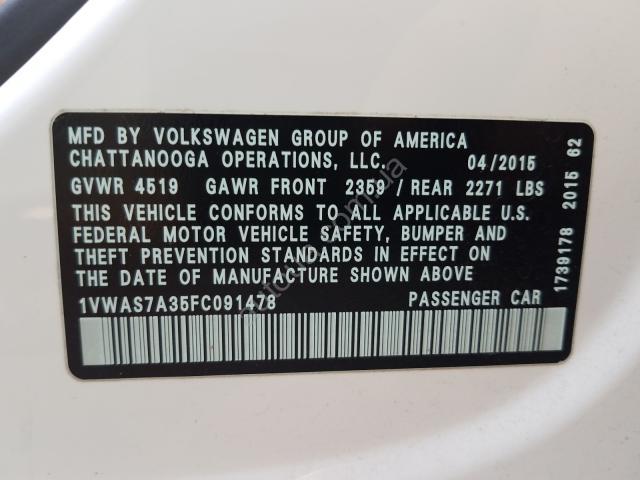 MFD BY VOLKSWAGEN GROUP OF AMERICA
CHATTANOOGA OPERATIONS, LLC. 04/2015
GVWR 4519 GAWR FRONT 2359 / REAR 2271 LBS
THIS VEHICLE CONFORMS TO ALL APPLICABLE U.S.
FEDERAL MOTOR VEHICLE SAFETY, BUMPER AND
THEFT PREVENTION STANDARDS IN EFFECT ON
THE DATE OF MANUFACTURE SHOWN ABOVE
1VWAS7A35FC091478 PASSENGER CAR
1739178 2015 62